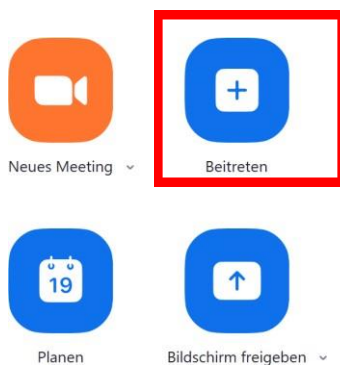 Neues Meeting
Beitreten
19
Planen
Bildschirm freigeben